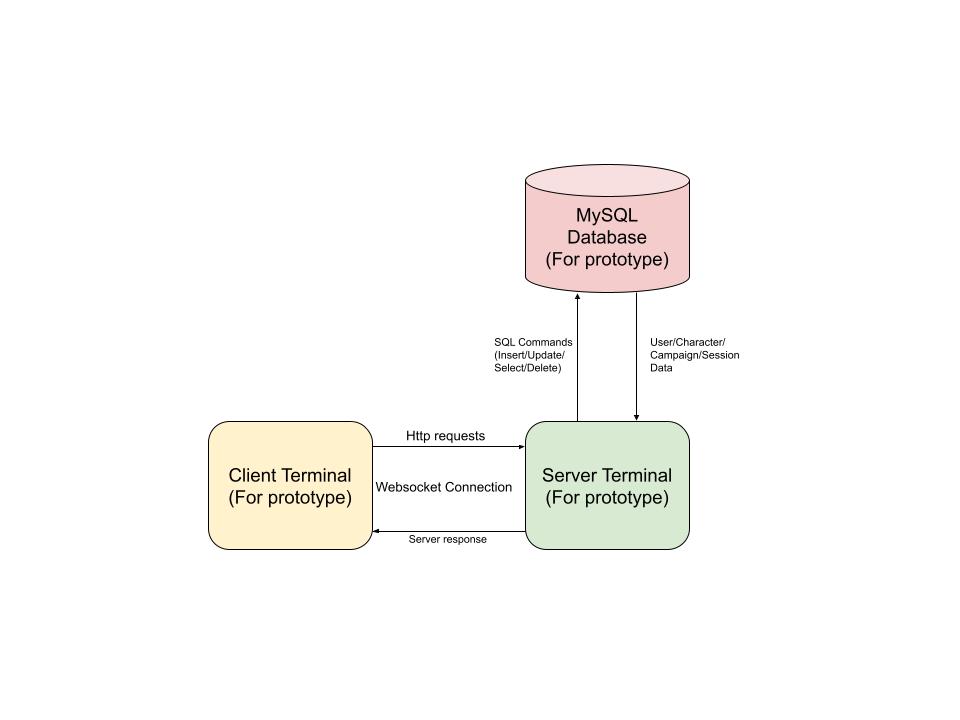 MySQL
Database
(For prototype)
SQL Commands
(Insert/Update/
Select/Delete)
User/Character/
Campaign/Session
Data
Client Terminal
(For prototype)
Http requests
Websocket Connection
Server response
Server Terminal
(For prototype)